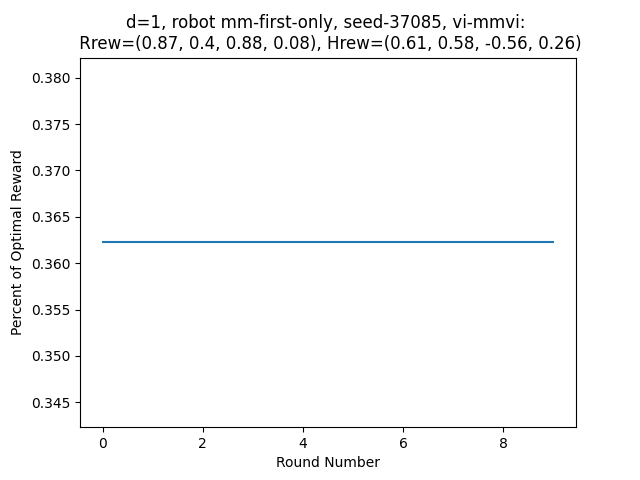 d=1, robot mm-first-only, seed-37085, vi-mmvi:
Rrew=(0.87, 0.4, 0.88, 0.08), Hrew=(0.61, 0.58, -0.56, 0.26)
0.380
0.375
0.370
0.365
0.360
0.355
0.350
0.345
Percent of Optimal Reward
0 2 4 6 8
Round Number